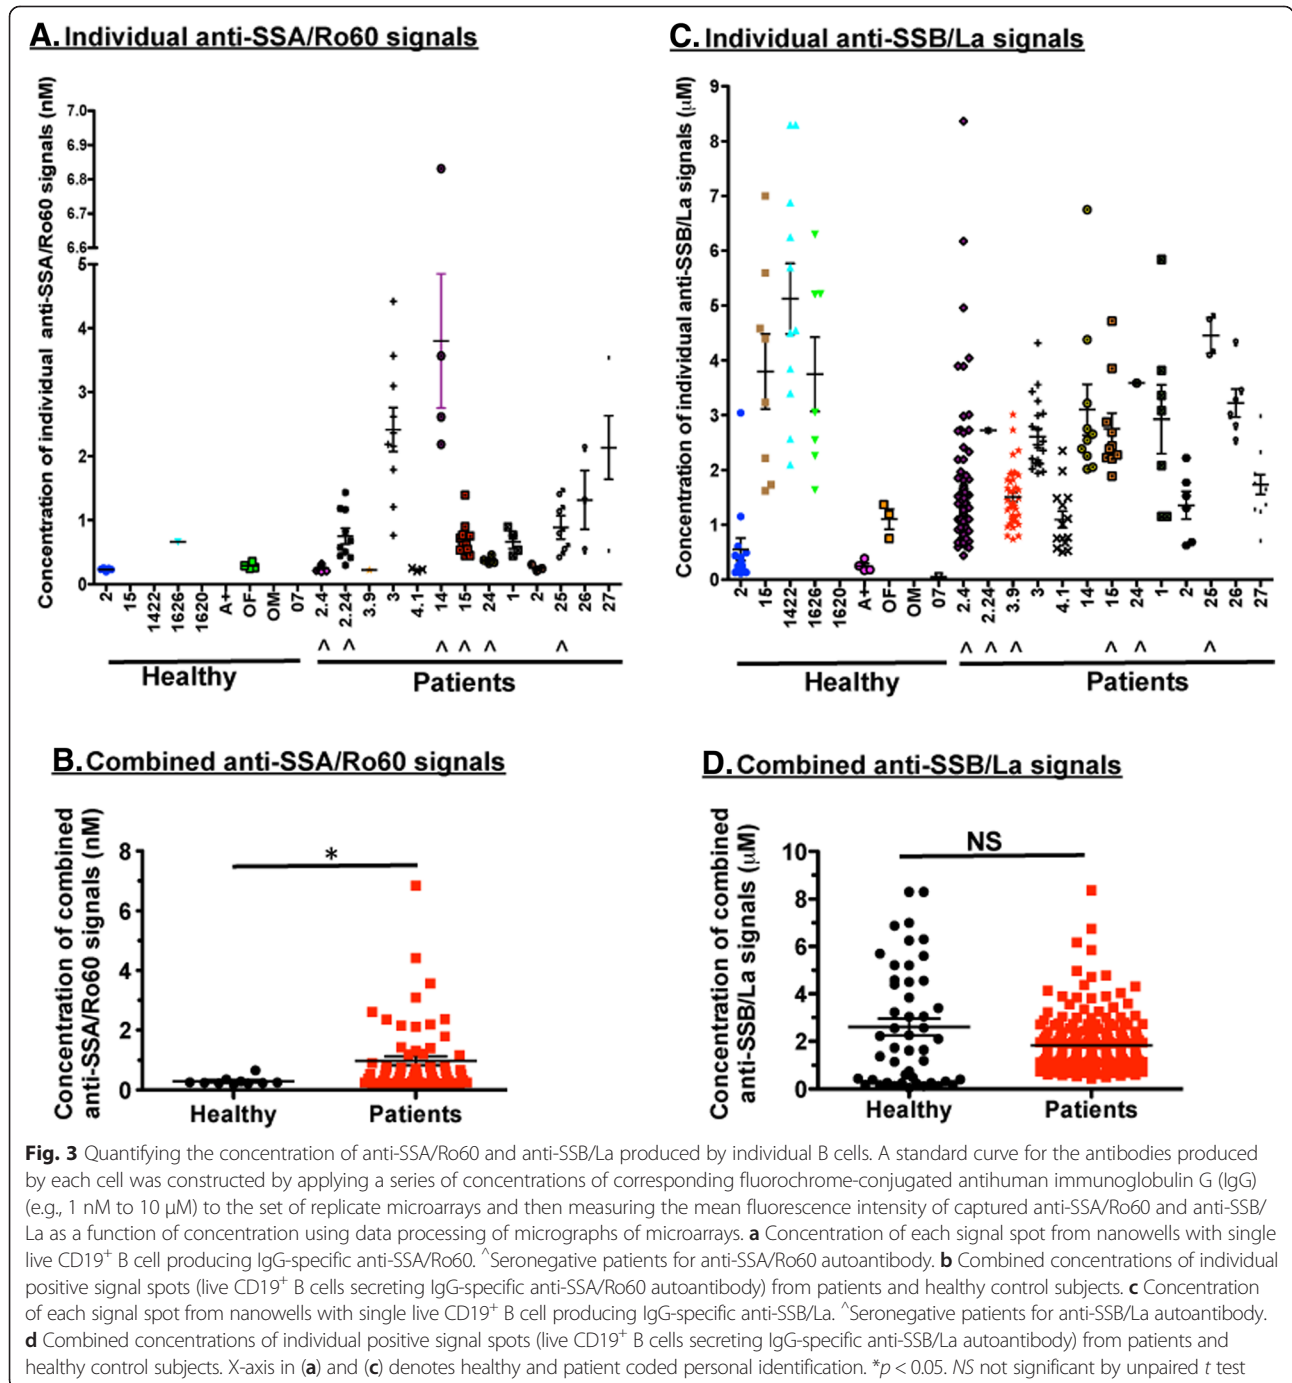 A. Individual anti-SSA/Ro60 signals
Concentration of individual anti-SSA/Ro60 signals (nM)
7.0
6.9
6.8
6.7
6.6
5
4
3
2
1
0
2 15 1422 1626 1620 A+ OF OM 07 2.4 2.24 3.9 3 4.1 14 15 24 1 2 25 26 27
^ ^ ^ ^ ^ ^
Healthy Patients
C. Individual anti-SSB/La signals
Concentration of individual anti-SSB/La signals (μM)
9
8
7
6
5
4
3
2
1
0
2 15 1422 1626 1620 A+ OF OM 07 2.4 2.24 3.9 3 4.1 14 15 24 1 2 25 26 27
^ ^ ^ ^ ^ ^
Healthy Patients
B. Combined anti-SSA/Ro60 signals
Concentration of combined
anti-SSA/Ro60 signals (nM)
8
6
4
2
0
*
Healthy Patients
D. Combined anti-SSB/La signals
Concentration of combined
anti-SSB/La signals (μM)
10
8
6
4
2
0
NS
Healthy Patients
Fig. 3 Quantifying the concentration of anti-SSA/Ro60 and anti-SSB/La produced by individual B cells. A standard curve for the antibodies produced
by each cell was constructed by applying a series of concentrations of corresponding fluorochrome-conjugated antihuman immunoglobulin G (IgG)
(e.g., 1 nM to 10 μM) to the set of replicate microarrays and then measuring the mean fluorescence intensity of captured anti-SSA/Ro60 and anti-SSB/
La as a function of concentration using data processing of micrographs of microarrays. a Concentration of each signal spot from nanowells with single
live CD19+ B cell producing IgG-specific anti-SSA/Ro60. ^Seronegative patients for anti-SSA/Ro60 autoantibody. b Combined concentrations of individual
positive signal spots (live CD19+ B cells secreting IgG-specific anti-SSA/Ro60 autoantibody) from patients and healthy control subjects. c Concentration
of each signal spot from nanowells with single live CD19+ B cell producing IgG-specific anti-SSB/La. ^Seronegative patients for anti-SSB/La autoantibody.
d Combined concentrations of individual positive signal spots (live CD19+ B cells secreting IgG-specific anti-SSB/La autoantibody) from patients and
healthy control subjects. X-axis in (a) and (c) denotes healthy and patient coded personal identification. *p < 0.05. NS not significant by unpaired t test